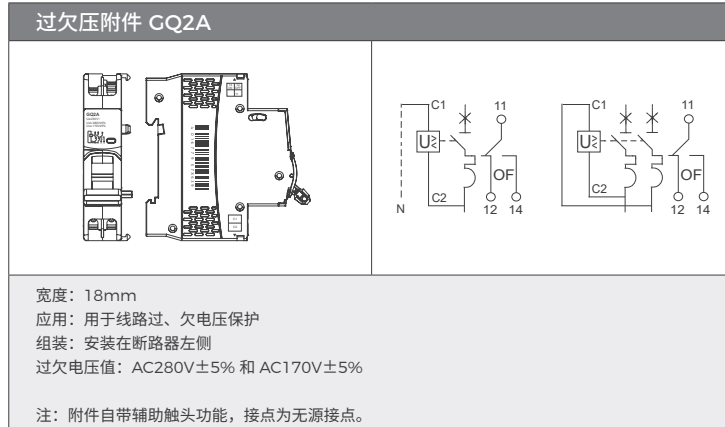 过欠压附件 GQ2A
GQ2A
C1
11
U≷
C2
OF
N
12
14
C1
11
U≷
C2
OF
12
14
宽度：18mm
应用：用于线路过、欠电压保护
组装：安装在断路器左侧
过欠电压值：AC280V±5% 和 AC170V±5%
注：附件自带辅助触头功能，接点为无源接点。